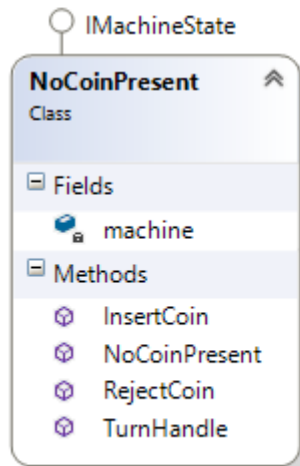 IMachineState
NoCoinPresent
Class
Fields
machine
Methods
InsertCoin
NoCoinPresent
RejectCoin
TurnHandle